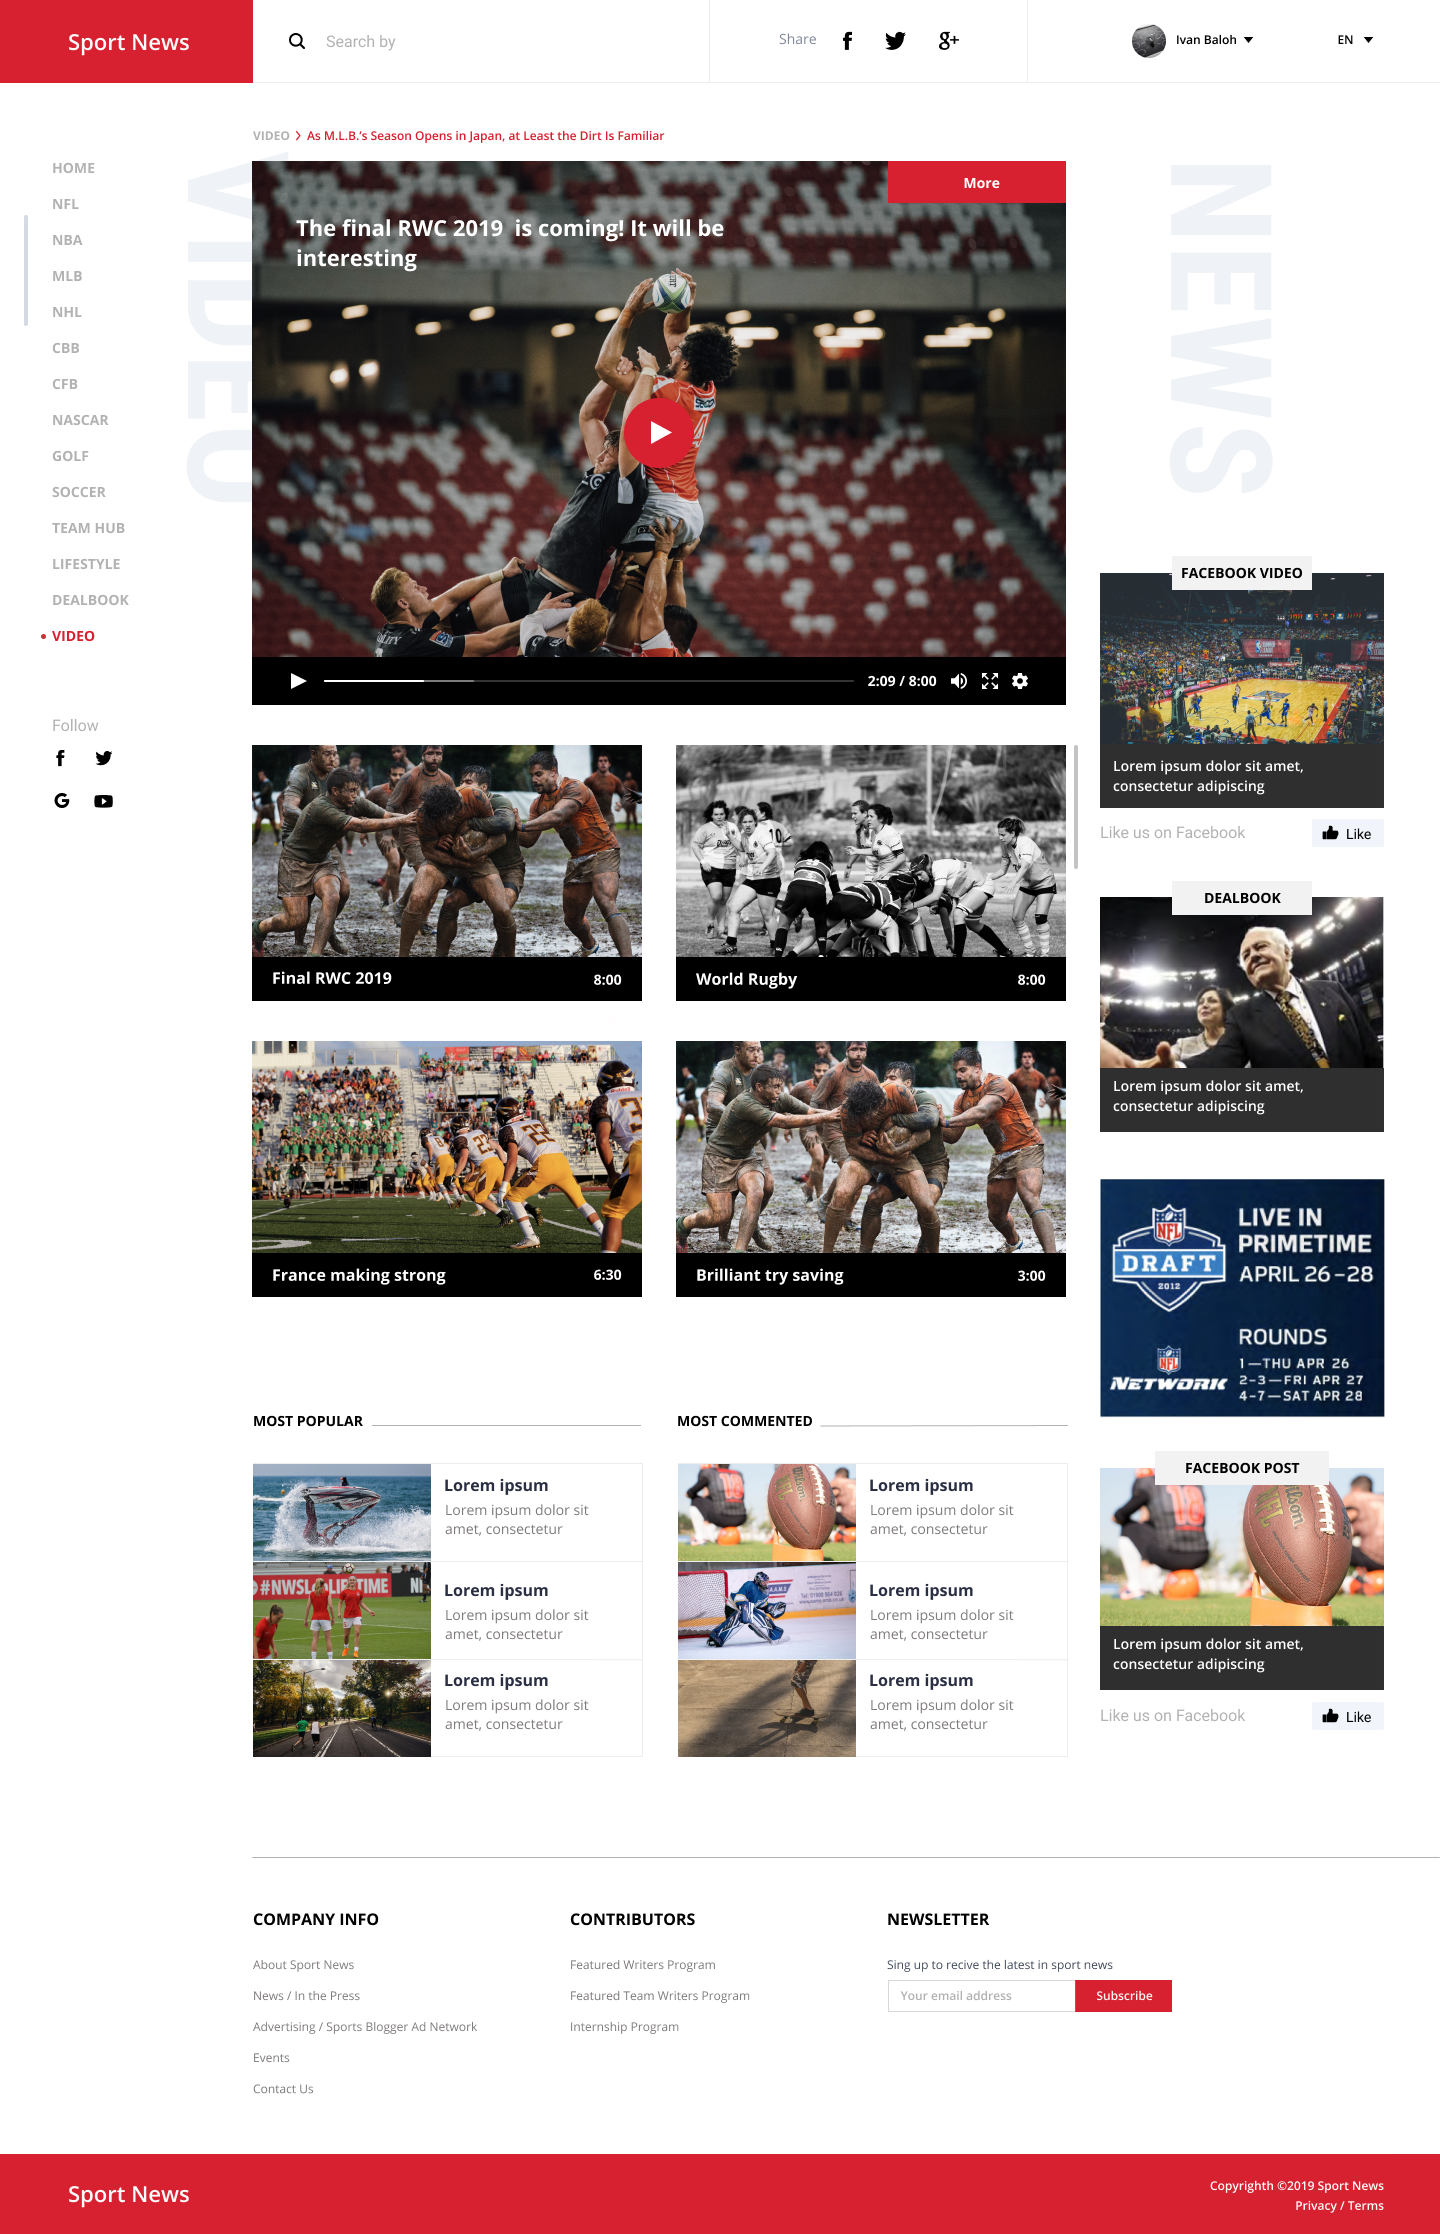 Sport News
Search by
Share
Ivan Baloh
EN
VIDEO
As M.L.B.'s Season Opens in Japan, at Least the Dirt Is Familiar
HOME
NFL
NBA
MLB
NHL
CBB
CFB
NASCAR
GOLF
SOCCER
TEAM HUB
LIFESTYLE
DEALBOOK
VIDEO
Follow
VIDEO
More
The final RWC 2019  is coming! It will be
interesting
2:09 / 8:00
Final RWC 2019
8:00
10
World Rugby
8:00
France making strong
6:30
Brilliant try saving
3:00
NEWS
FACEBOOK VIDEO
Lorem ipsum dolor sit amet,
consectetur adipiscing
Like us on Facebook
Like
DEALBOOK
Lorem ipsum dolor sit amet,
consectetur adipiscing
NFL
DRAFT
2012
LIVE IN
PRIMETIME
APRIL 26-28
ROUNDS
1—THU APR 26
2-3—FRI APR 27
4-7—SAT APR 28
NFL
NETWORK
FACEBOOK POST
Lorem ipsum dolor sit amet,
consectetur adipiscing
Like us on Facebook
Like
MOST POPULAR
Lorem ipsum
Lorem ipsum dolor sit
amet, consectetur
Lorem ipsum
Lorem ipsum dolor sit
amet, consectetur
Lorem ipsum
Lorem ipsum dolor sit
amet, consectetur
MOST COMMENTED
Lorem ipsum
Lorem ipsum dolor sit
amet, consectetur
Lorem ipsum
Lorem ipsum dolor sit
amet, consectetur
Lorem ipsum
Lorem ipsum dolor sit
amet, consectetur
COMPANY INFO
About Sport News
News / In the Press
Advertising / Sports Blogger Ad Network
Events
Contact Us
CONTRIBUTORS
Featured Writers Program
Featured Team Writers Program
Internship Program
NEWSLETTER
Sing up to recive the latest in sport news
Your email address
Subscribe
Sport News
Copyrighth ©2019 Sport News
Privacy / Terms